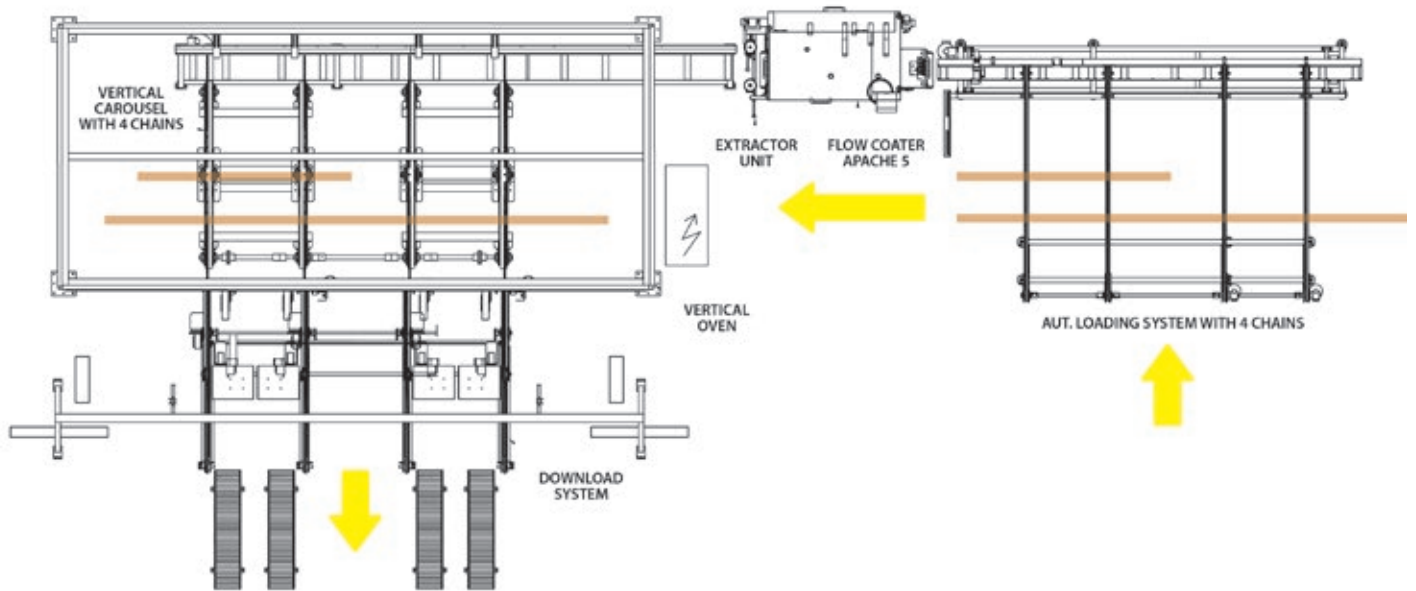 VERTICAL
CAROUSEL
WITH 4 CHAINS
EXTRACTOR
UNIT
FLOW COATER
APACHE 5
VERTICAL
OVEN
AUT. LOADING SYSTEM WITH 4 CHAINS
DOWNLOAD
SYSTEM